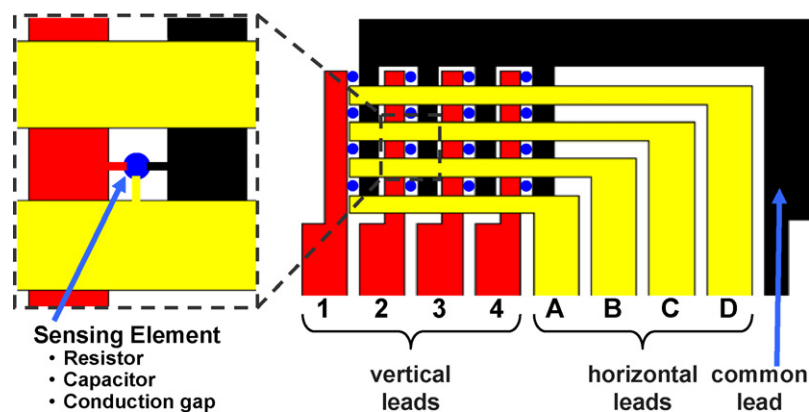 1 2 3 4 A B C D
Sensing Element
• Resistor
• Capacitor
• Conduction gap
vertical
leads
horizontal
leads
common
lead